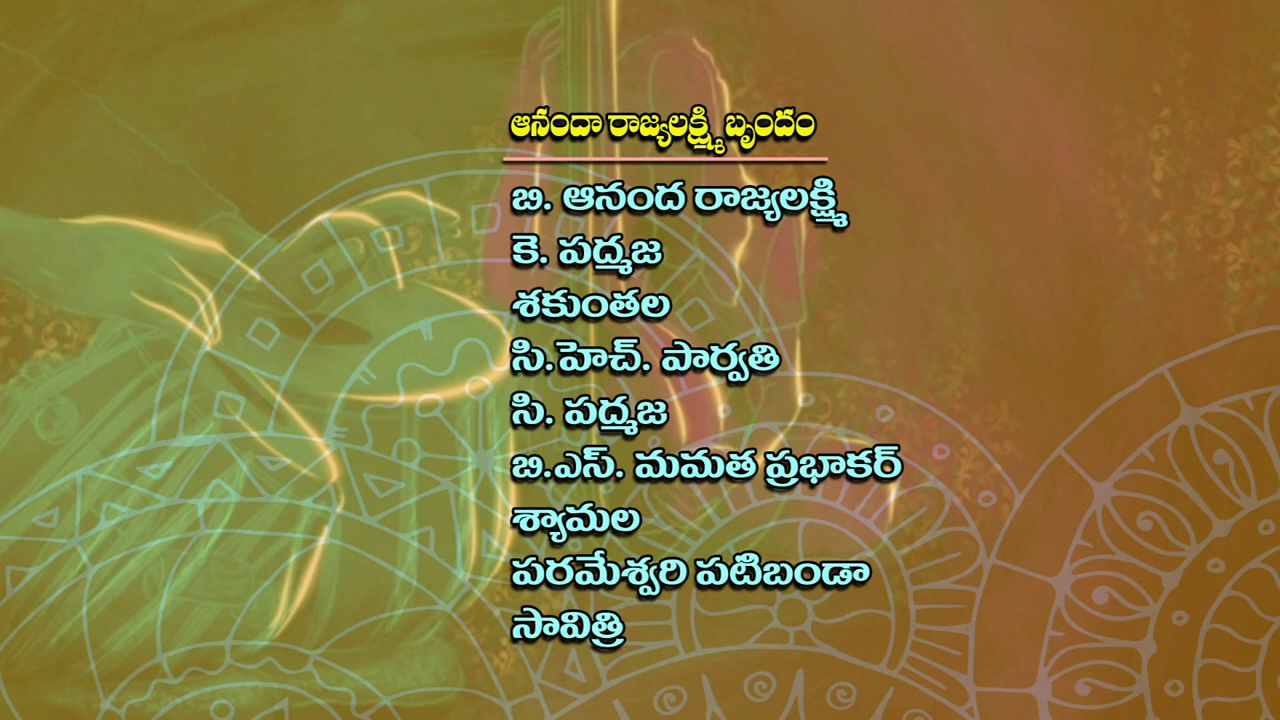 ఆనందా రాజ్యలక్ష్మి బృందం
బి. ఆనంద రాజ్యలక్ష్మి
కె. పద్మజ
శకుంతల
సి.హెచ్. పార్వతి
సి. పద్మజ
బి.ఎస్. మమత ప్రభాకర్
శ్యామల
పరమేశ్వరి పటిబండా
సావిత్రి